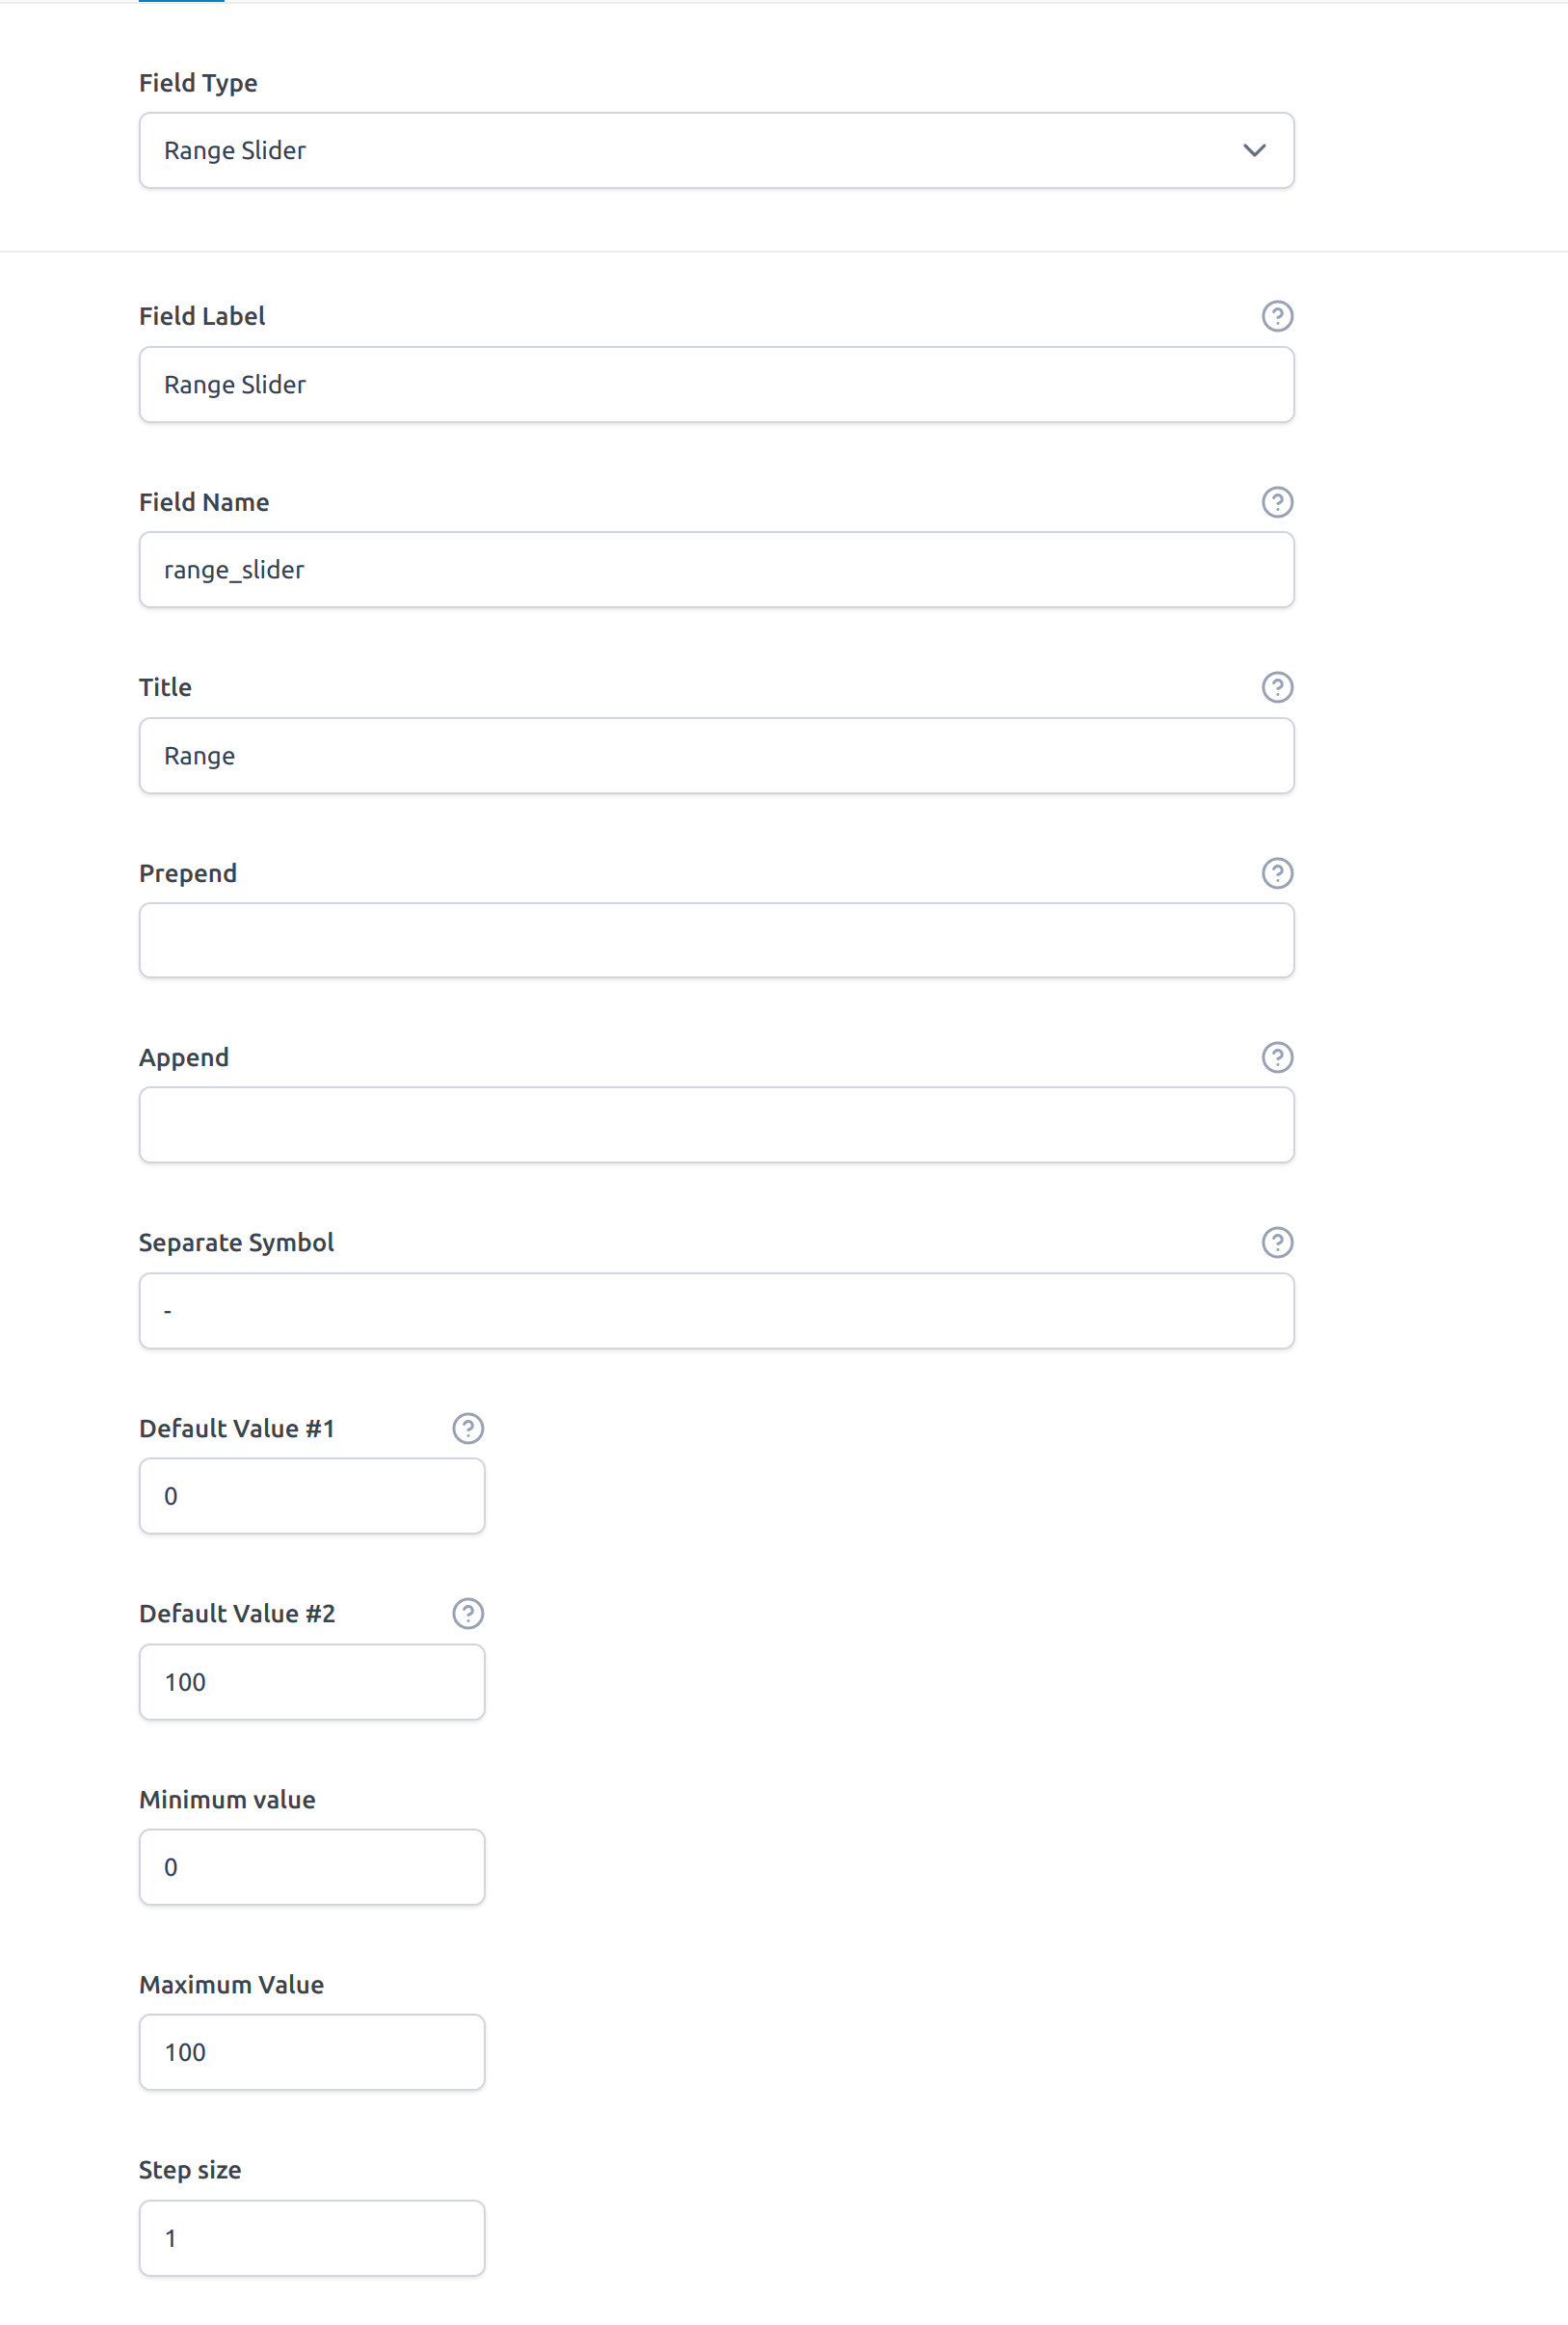 Field Type
Range Slider
Field Label
Range Slider
Field Name
range_slider
Title
Range
Prepend
Append
Separate Symbol
-
Default Value #1
0
Default Value #2
100
Minimum value
0
Maximum Value
100
Step size
1